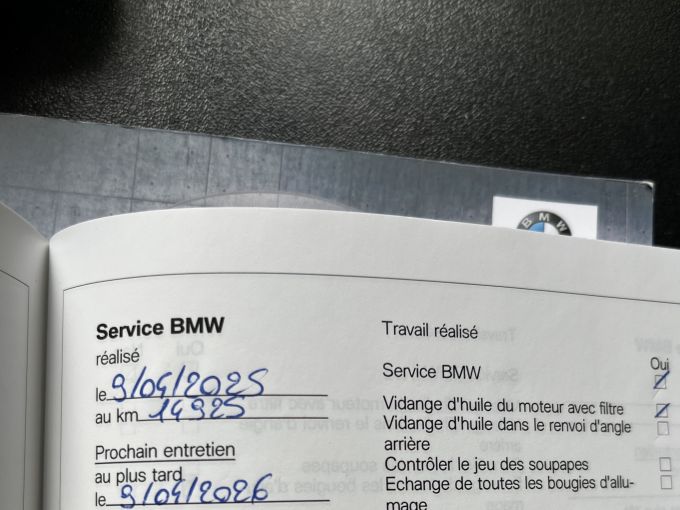 BMW
Service BMW
réalisé
le 9/04/2025
au km 14925
Prochain entretien
au plus tard
le 9/04/2026
Travail réalisé
Oui
Service BMW
Vidange d'huile du moteur avec filtre
Vidange d'huile dans le renvoi d'angle
arrière
Contrôler le jeu des soupapes
Echange de toutes les bougies d'allu-
mage